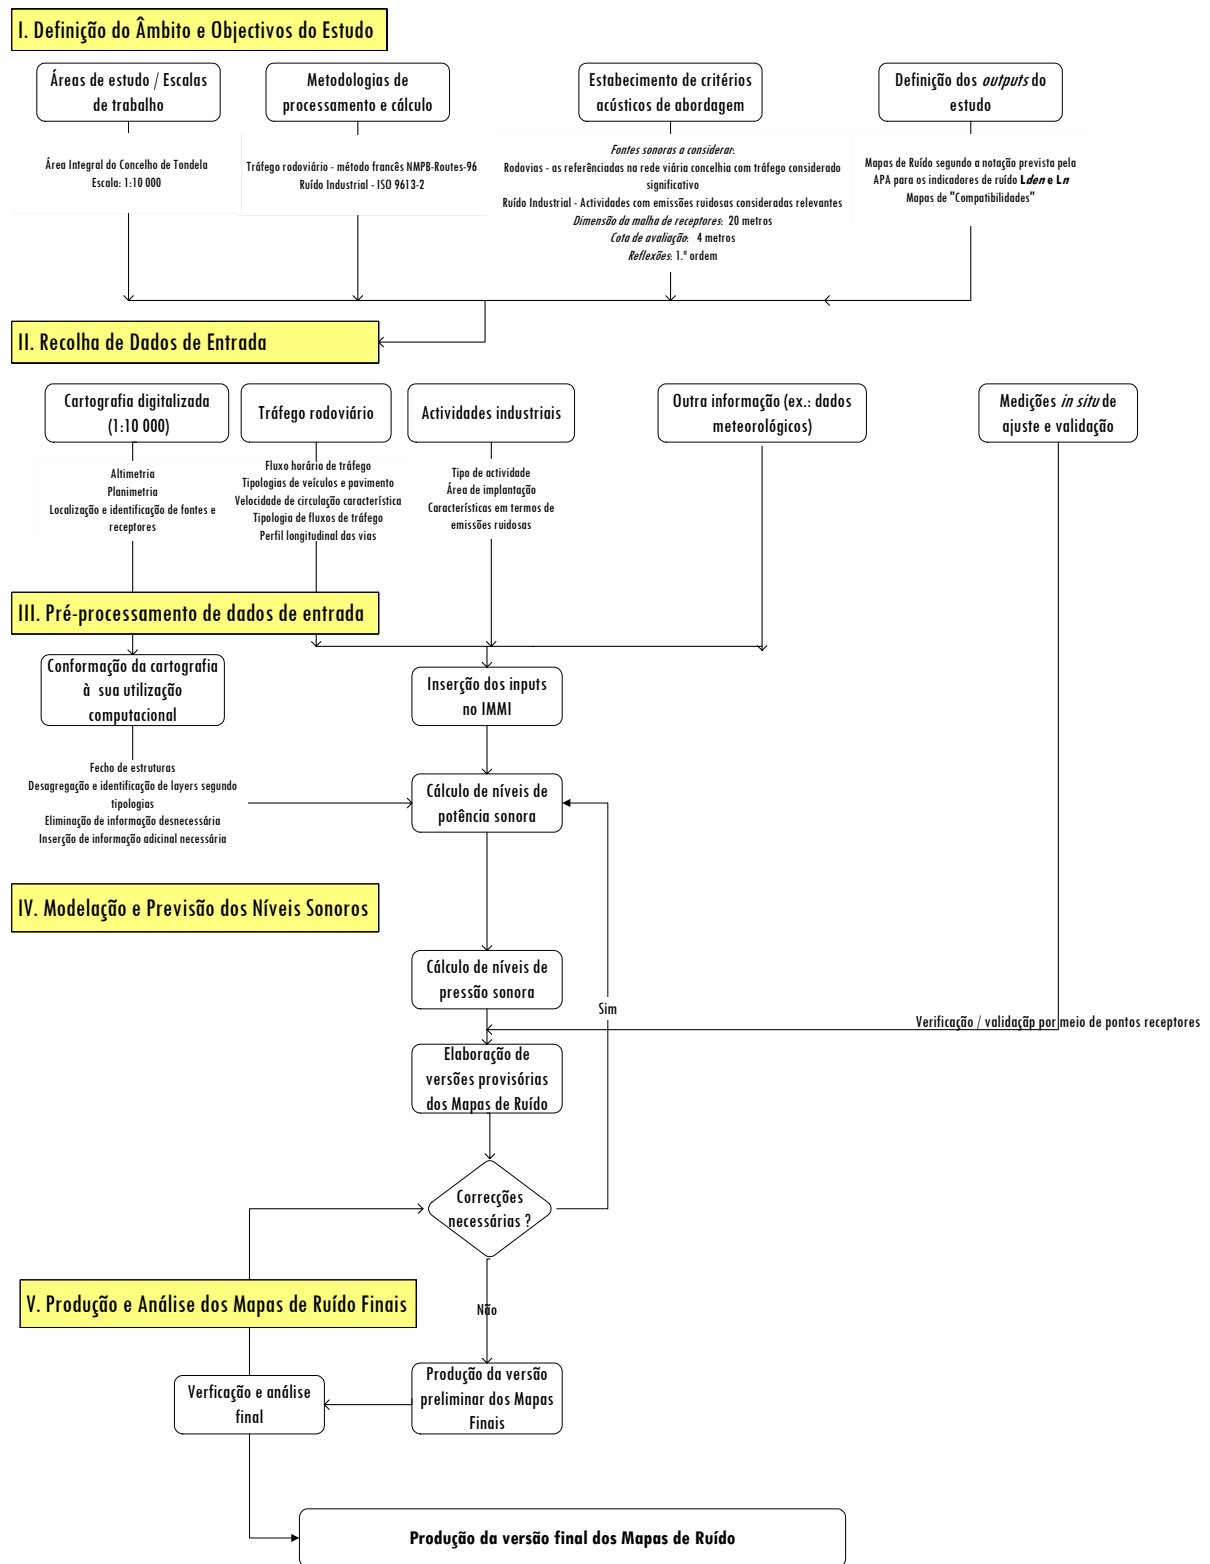 I. Definição do Âmbito e Objectivos do Estudo
Áreas de estudo / Escalas
de trabalho
Metodologias de
processamento e cálculo
Estabecimento de critérios
acústicos de abordagem
Definição dos outputs do
estudo
Área Integral do Concelho de Tondela
Escala: 1:10 000
Tráfego rodoviário - método francês NMPB-Routes-96
Ruído Industrial - ISO 9613-2
Fontes sonoras a considerar:
Rodovias - as referênciadas na rede viária concelhia com tráfego considerado
significativo
Ruído Industrial - Actividades com emissões ruidosas consideradas relevantes
Dimensão da malha de receptores: 20 metros
Cota de avaliação: 4 metros
Reflexões: 1.ª ordem
Mapas de Ruído segundo a notação prevista pela
APA para os indicadores de ruído Lden e Ln
Mapas de "Compatibilidades"
II. Recolha de Dados de Entrada
Cartografia digitalizada
(1:10 000)
Tráfego rodoviário
Actividades industriais
Outra informação (ex.: dados
meteorológicos)
Medições in situ de
ajuste e validação
Altimetria
Planimetria
Localização e identificação de fontes e
receptores
Fluxo horário de tráfego
Tipologias de veículos e pavimento
Velocidade de circulação característica
Tipologia de fluxos de tráfego
Perfil longitudinal das vias
Tipo de actividade
Área de implantação
Características em termos de
emissões ruidosas
III. Pré-processamento de dados de entrada
Conformação da cartografia
à sua utilização
computacional
Inserção dos inputs
no IMMI
Fecho de estruturas
Desagregação e identificação de layers segundo
tipologias
Eliminação de informação desnecessária
Inserção de informação adicinal necessária
Cálculo de níveis de
potência sonora
IV. Modelação e Previsão dos Níveis Sonoros
Cálculo de níveis de
pressão sonora
Sim
Verificação / validaçãp por meio de pontos receptores
Elaboração de
versões provisórias
dos Mapas de Ruído
Correcções
necessárias ?
V. Produção e Análise dos Mapas de Ruído Finais
Não
Verficação e análise
final
Produção da versão
preliminar dos Mapas
Finais
Produção da versão final dos Mapas de Ruído